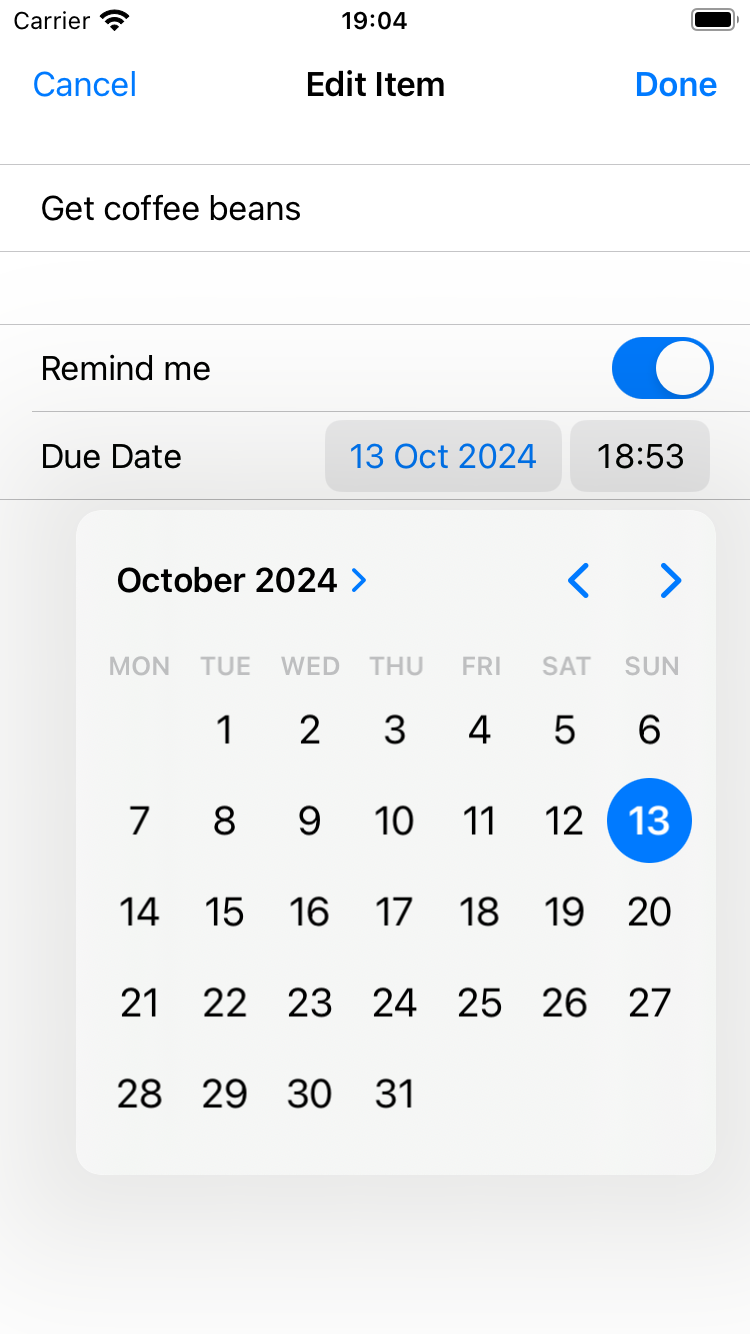 Carrier 19:04
Cancel Edit Item Done
Get coffee beans
Remind me
Due Date 13 Oct 2024 18:53
October 2024
MON TUE WED THU FRI SAT SUN
1 2 3 4 5 6
7 8 9 10 11 12 13
14 15 16 17 18 19 20
21 22 23 24 25 26 27
28 29 30 31